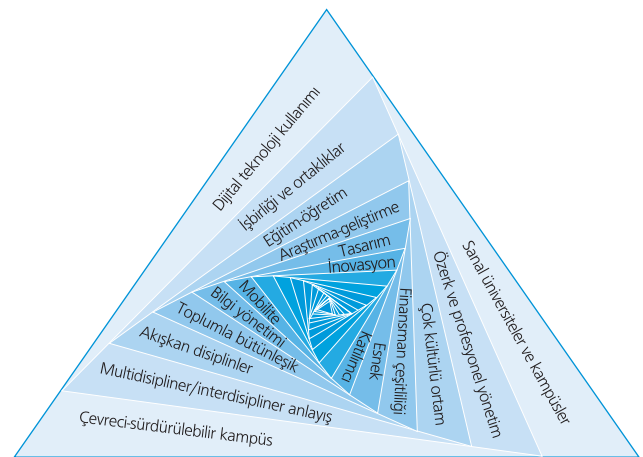 Dijital teknoloji kullanımı
İşbirliği ve ortaklıklar
Eğitim-öğretim
Araştırma-geliştirme
Tasarım
İnovasyon
Sanal üniversiteler ve kampüsler
Özerk ve profesyonel yönetim
Çok kültürlü ortam
Finansman çeşitliliği
Esnek
Katılımcı
Mobilite
Bilgi yönetimi
Toplumla bütünleşik
Akışkan disiplinler
Multidisipliner/interdisipliner anlayış
Çevreci-sürdürülebilir kampüs